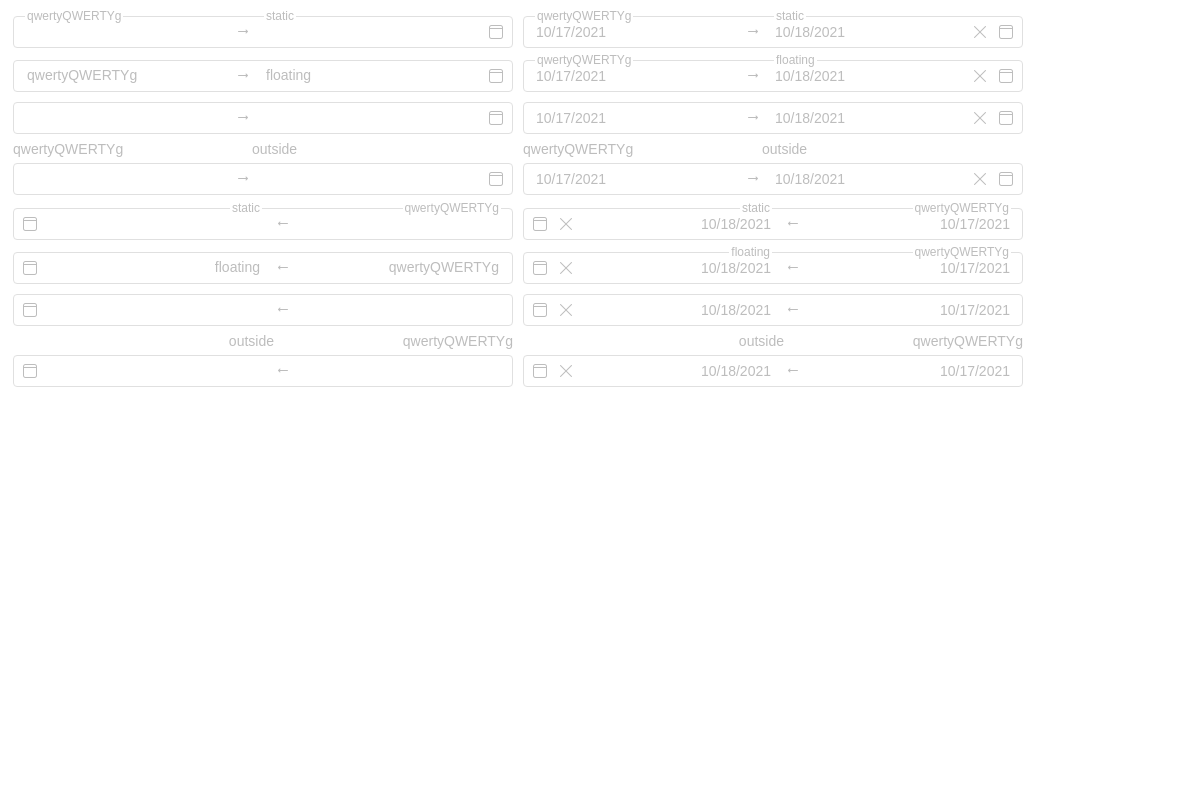 qwertyQWERTYg static qwertyQWERTYg static
→ 10/17/2021 → 10/18/2021
qwertyQWERTYg floating
qwertyQWERTYg → floating 10/17/2021 → 10/18/2021
→ 10/17/2021 → 10/18/2021
qwertyQWERTYg outside qwertyQWERTYg outside
→ 10/17/2021 → 10/18/2021
static qwertyQWERTYg static qwertyQWERTYg
← 10/18/2021 ← 10/17/2021
floating qwertyQWERTYg
floating ← qwertyQWERTYg 10/18/2021 ← 10/17/2021
← 10/18/2021 ← 10/17/2021
outside qwertyQWERTYg outside qwertyQWERTYg
← 10/18/2021 ← 10/17/2021